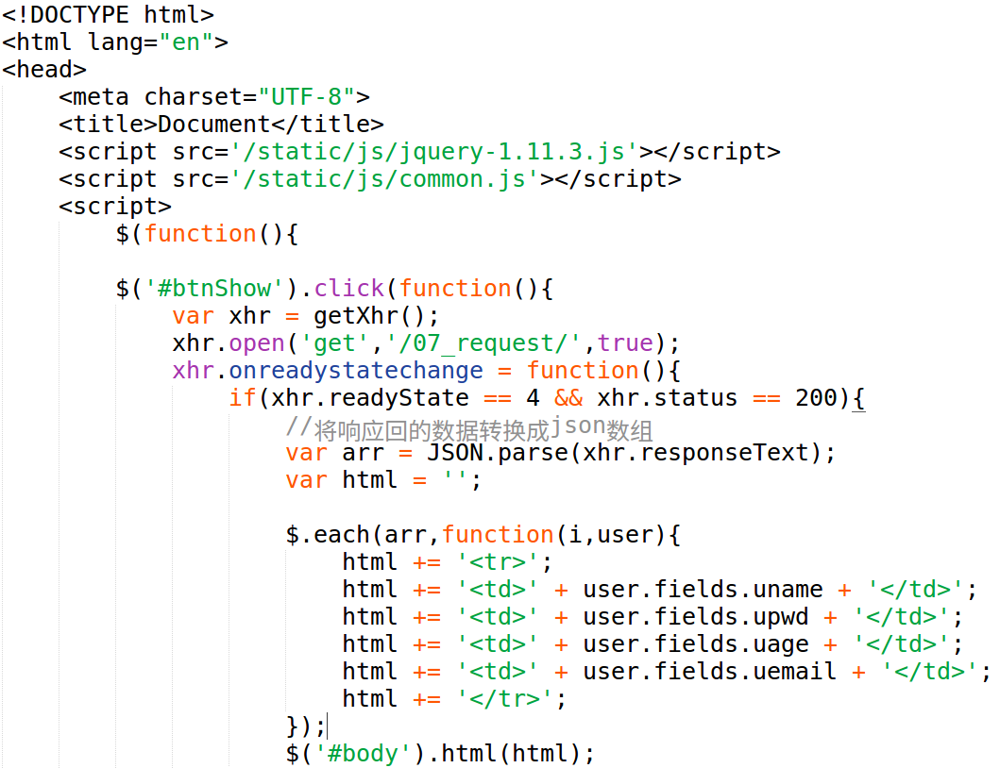 <!DOCTYPE html>
<html lang="en">
<head>
    <meta charset="UTF-8">
    <title>Document</title>
    <script src='/static/js/jquery-1.11.3.js'></script>
    <script src='/static/js/common.js'></script>
    <script>
        $(function(){

        $('#btnShow').click(function(){
            var xhr = getXhr();
            xhr.open('get','/07_request/',true);
            xhr.onreadystatechange = function(){
                if(xhr.readyState == 4 && xhr.status == 200){
                    //将响应回的数据转换成json数组
                    var arr = JSON.parse(xhr.responseText);
                    var html = '';

                    $.each(arr,function(i,user){
                        html += '<tr>';
                        html += '<td>' + user.fields.uname + '</td>';
                        html += '<td>' + user.fields.upwd + '</td>';
                        html += '<td>' + user.fields.uage + '</td>';
                        html += '<td>' + user.fields.uemail + '</td>';
                        html += '</tr>';
                    });
                    $('#body').html(html);